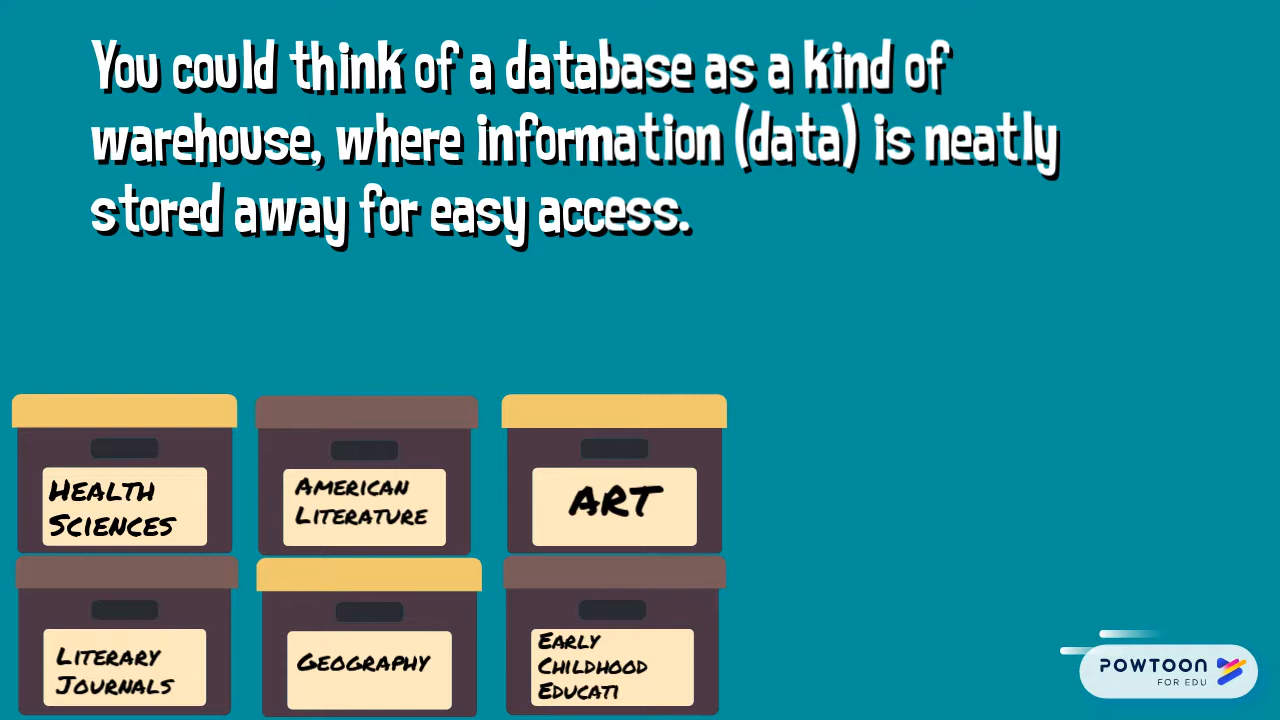 You could think of a database as a kind of
warehouse, where information (data) is neatly
stored away for easy access.
Health
Sciences
American
Literature
ART
Literary
Journals
Geography
Early
Childhood
Educati
POWTOON
FOR EDU